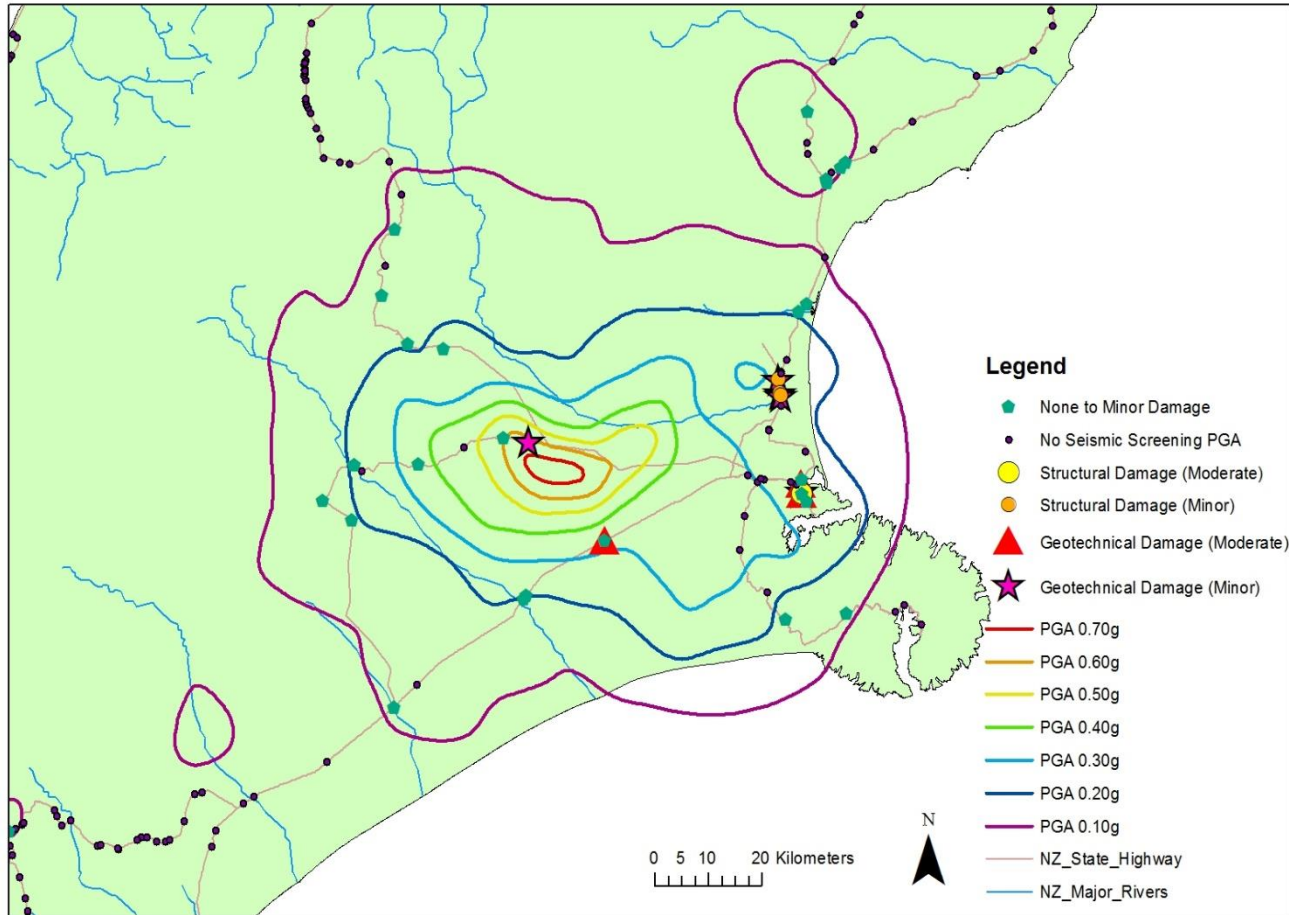 Legend
None to Minor Damage
No Seismic Screening PGA
Structural Damage (Moderate)
Structural Damage (Minor)
Geotechnical Damage (Moderate)
Geotechnical Damage (Minor)
PGA 0.70g
PGA 0.60g
PGA 0.50g
PGA 0.40g
PGA 0.30g
PGA 0.20g
PGA 0.10g
NZ_State_Highway
NZ_Major_Rivers
N
0 5 10 20 Kilometers